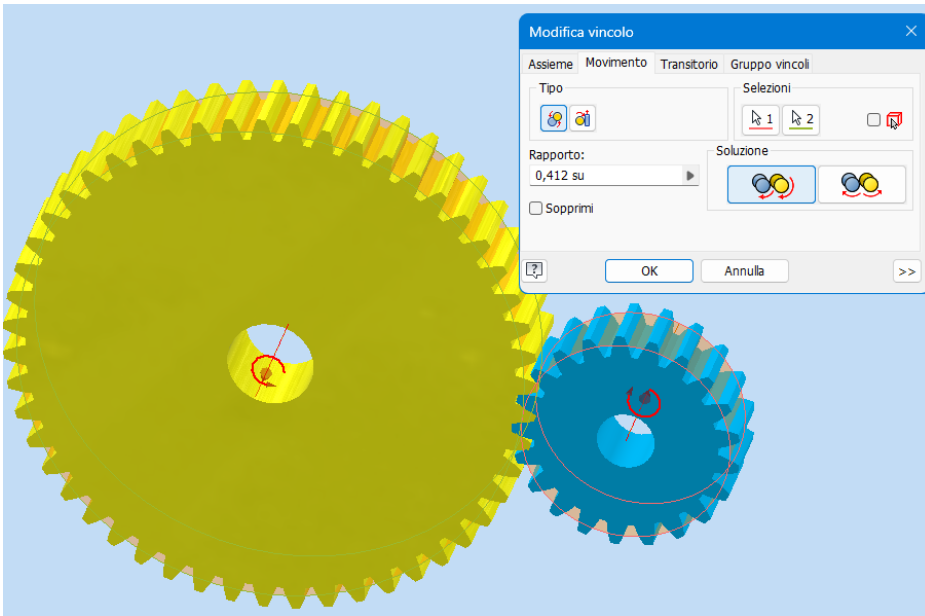 Modifica vincolo
Assieme Movimento Transitorio Gruppo vincoli
Tipo
Selezioni
1 2
Rapporto:
0,412 su
Soluzione
Sopprimi
? OK Annulla >>